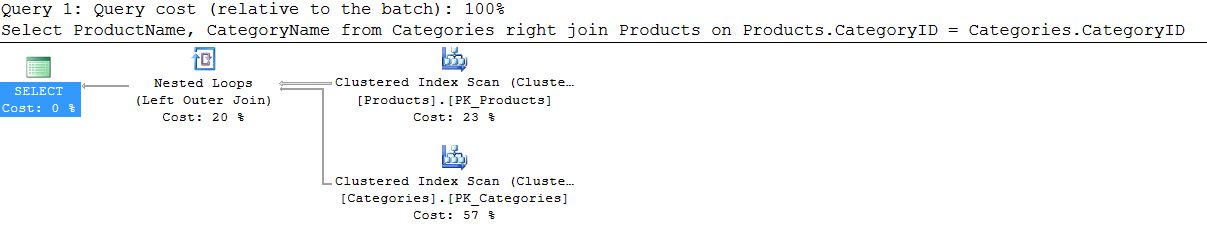 Query 1: Query cost (relative to the batch): 100%
Select ProductName, CategoryName from Categories right join Products on Products.CategoryID = Categories.CategoryID
SELECT
Cost: 0 %
Nested Loops
(Left Outer Join)
Cost: 20 %
Clustered Index Scan (Cluste…
[Products].[PK_Products]
Cost: 23 %
Clustered Index Scan (Cluste…
[Categories].[PK_Categories]
Cost: 57 %